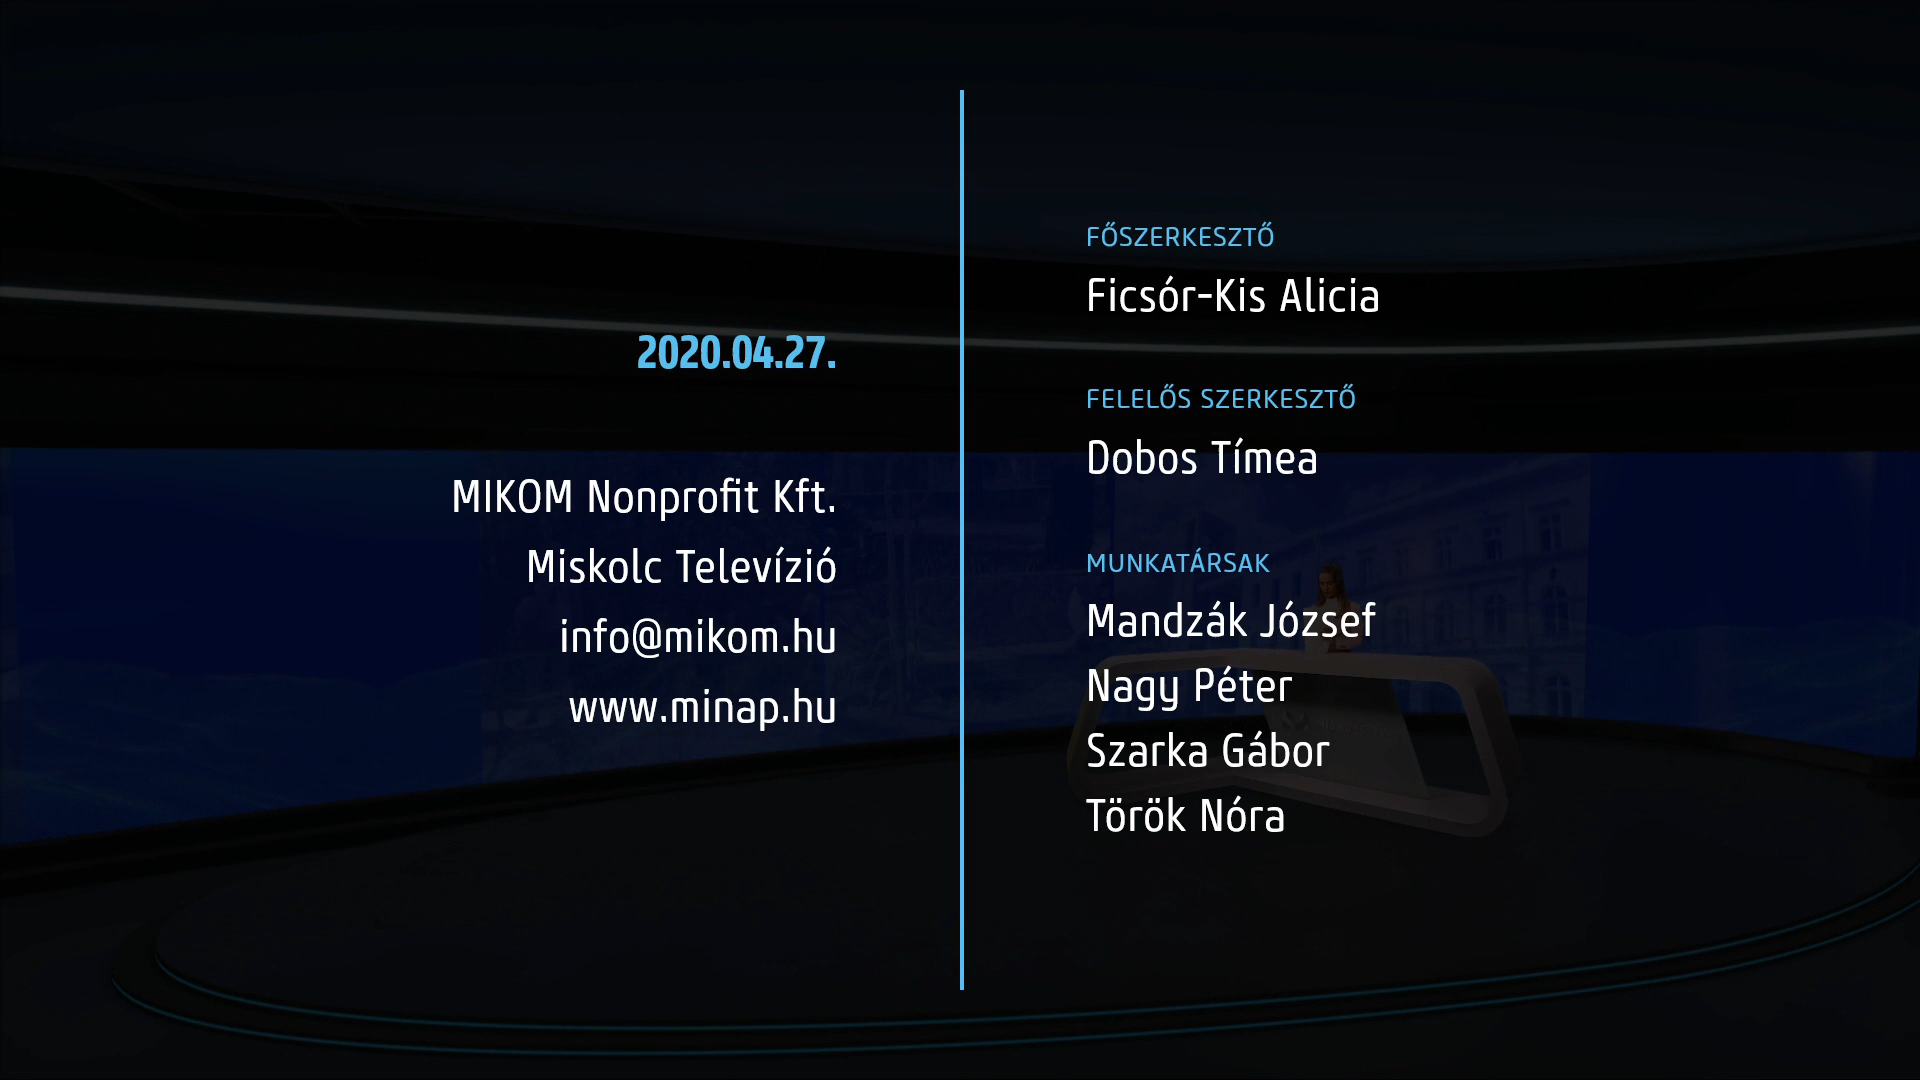 2020.04.27.
MIKOM Nonprofit Kft.
Miskolc Televízió
info@mikom.hu
www.minap.hu
FŐSZERKESZTŐ
Ficsór-Kis Alicia
FELELŐS SZERKESZTŐ
Dobos Tímea
MUNKATÁRSAK
Mandzák József
Nagy Péter
Szarka Gábor
Török Nóra